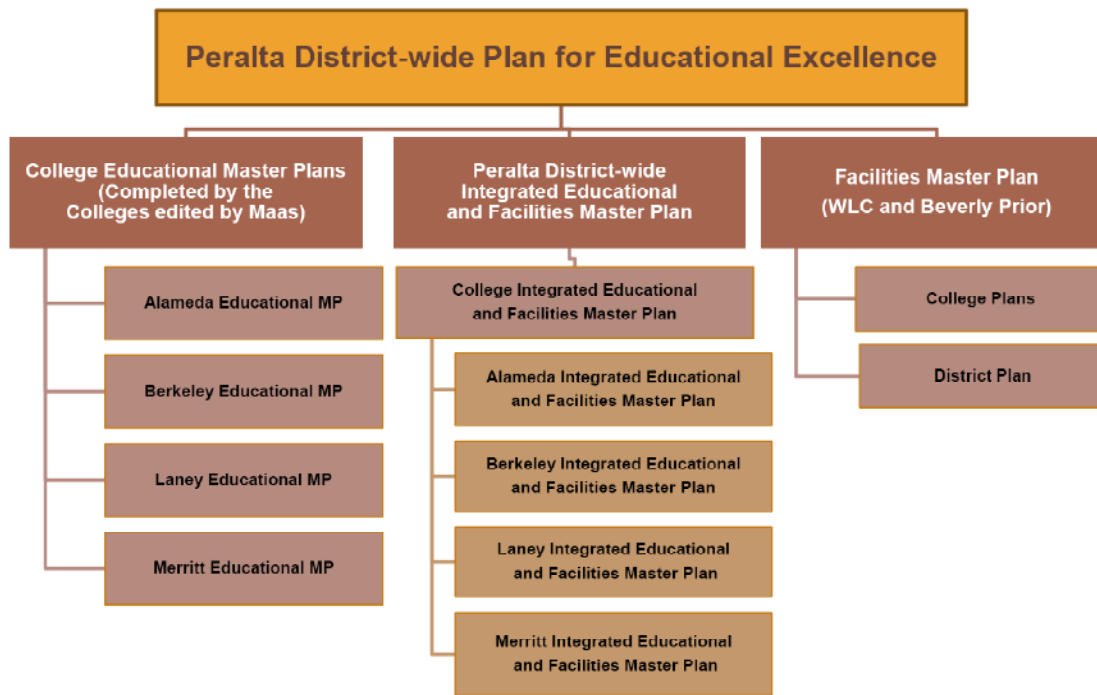 Peralta District-wide Plan for Educational Excellence
College Educational Master Plans
(Completed by the
Colleges edited by Maas)
Alameda Educational MP
Berkeley Educational MP
Laney Educational MP
Merritt Educational MP
Peralta District-wide
Integrated Educational
and Facilities Master Plan
College Integrated Educational
and Facilities Master Plan
Alameda Integrated Educational
and Facilities Master Plan
Berkeley Integrated Educational
and Facilities Master Plan
Laney Integrated Educational
and Facilities Master Plan
Merritt Integrated Educational
and Facilities Master Plan
Facilities Master Plan
(WLC and Beverly Prior)
College Plans
District Plan